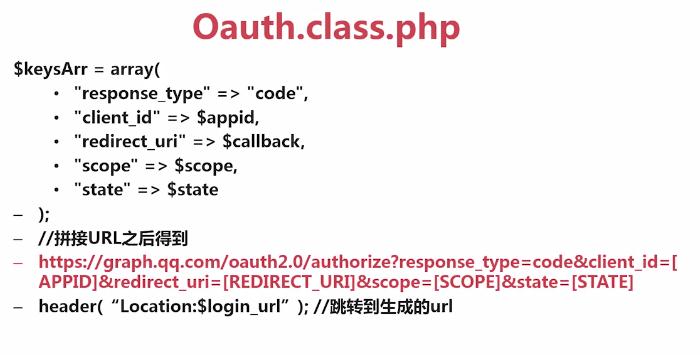 Oauth.class.php
$keysArr = array(
• "response_type" => "code",
• "client_id" => $appid,
• "redirect_uri" => $callback,
• "scope" => $scope,
• "state" => $state
– );
– //拼接URL之后得到
– https://graph.qq.com/oauth2.0/authorize?response_type=code&client_id=[
APPID]&redirect_uri=[REDIRECT_URI]&scope=[SCOPE]&state=[STATE]
– header(“Location:$login_url”); //跳转到生成的url